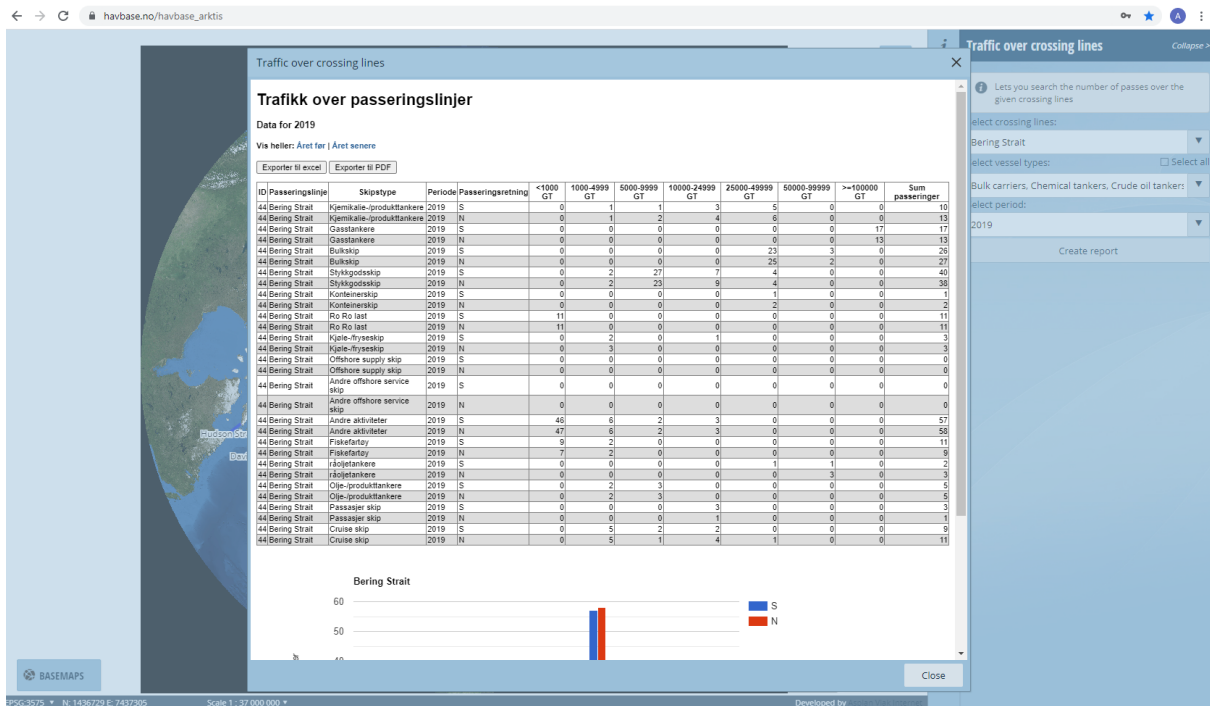 havbase.no/havbase_arktis
A
i
Traffic over crossing lines
Collapse >
Lets you search the number of passes over the
given crossing lines
elect crossing lines:
Bering Strait
elect vessel types:
Select all
Bulk carriers, Chemical tankers, Crude oil tankers
elect period:
2019
Create report
Traffic over crossing lines
Trafikk over passeringslinjer
Data for 2019
Vis heller: Året før | Året senere
Exporter til excel Exporter til PDF
ID Passeringslinje Skipstype Periode Passeringsretning <1000 GT 1000-4999 GT 5000-9999 GT 10000-24999 GT 25000-49999 GT 50000-99999 GT >=100000 GT Sum passeringer
44 Bering Strait Kjemikalie-/produkttankere 2019 S 0 1 1 3 5 0 0 10
44 Bering Strait Kjemikalie-/produkttankere 2019 N 0 1 2 4 6 0 0 13
44 Bering Strait Gasstankere 2019 S 0 0 0 0 0 0 17 17
44 Bering Strait Gasstankere 2019 N 0 0 0 0 0 0 13 13
44 Bering Strait Bulkskip 2019 S 0 0 0 0 23 3 0 26
44 Bering Strait Bulkskip 2019 N 0 0 0 0 25 2 0 27
44 Bering Strait Stykkgodsskip 2019 S 0 2 27 7 4 0 0 40
44 Bering Strait Stykkgodsskip 2019 N 0 2 23 9 4 0 0 38
44 Bering Strait Konteinerskip 2019 S 0 0 0 0 1 0 0 1
44 Bering Strait Konteinerskip 2019 N 0 0 0 0 2 0 0 2
44 Bering Strait Ro Ro last 2019 S 11 0 0 0 0 0 0 11
44 Bering Strait Ro Ro last 2019 N 11 0 0 0 0 0 0 11
44 Bering Strait Kjøle-/fryseskip 2019 S 0 2 0 1 0 0 0 3
44 Bering Strait Kjøle-/fryseskip 2019 N 0 3 0 0 0 0 0 3
44 Bering Strait Offshore supply skip 2019 S 0 0 0 0 0 0 0 0
44 Bering Strait Offshore supply skip 2019 N 0 0 0 0 0 0 0 0
44 Bering Strait Andre offshore service skip 2019 S 0 0 0 0 0 0 0 0
44 Bering Strait Andre offshore service skip 2019 N 0 0 0 0 0 0 0 0
44 Bering Strait Andre aktiviteter 2019 S 46 6 2 3 0 0 0 57
44 Bering Strait Andre aktiviteter 2019 N 47 6 2 3 0 0 0 58
44 Bering Strait Fiskefartøy 2019 S 9 2 0 0 0 0 0 11
44 Bering Strait Fiskefartøy 2019 N 7 2 0 0 0 0 0 9
44 Bering Strait råoljetankere 2019 S 0 0 0 0 1 1 0 2
44 Bering Strait råoljetankere 2019 N 0 0 0 0 0 3 0 3
44 Bering Strait Olje-/produkttankere 2019 S 0 2 3 0 0 0 0 5
44 Bering Strait Olje-/produkttankere 2019 N 0 2 3 0 0 0 0 5
44 Bering Strait Passasjer skip 2019 S 0 0 0 3 0 0 0 3
44 Bering Strait Passasjer skip 2019 N 0 0 0 1 0 0 0 1
44 Bering Strait Cruise skip 2019 S 0 5 2 2 0 0 0 9
44 Bering Strait Cruise skip 2019 N 0 5 1 4 1 0 0 11
Hudson Str
Davi
Bering Strait
60
50
40
S
N
Close
BASEMAPS
EPSG:3575 N: 1436729 E: 7437305 Scale 1 : 37 000 000 Developed by